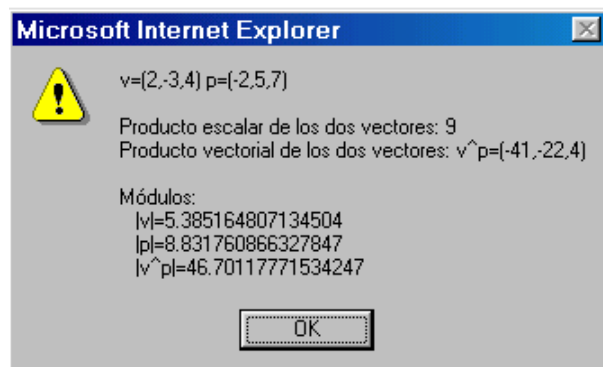 Microsoft Internet Explorer
v=(2,-3,4) p=(-2,5,7)
Producto escalar de los dos vectores: 9
Producto vectorial de los dos vectores: v^p=(-41,-22,4)
Módulos:
|v|=5.385164807134504
|p|=8.831760866327847
|v^p|=46.70117771534247
OK